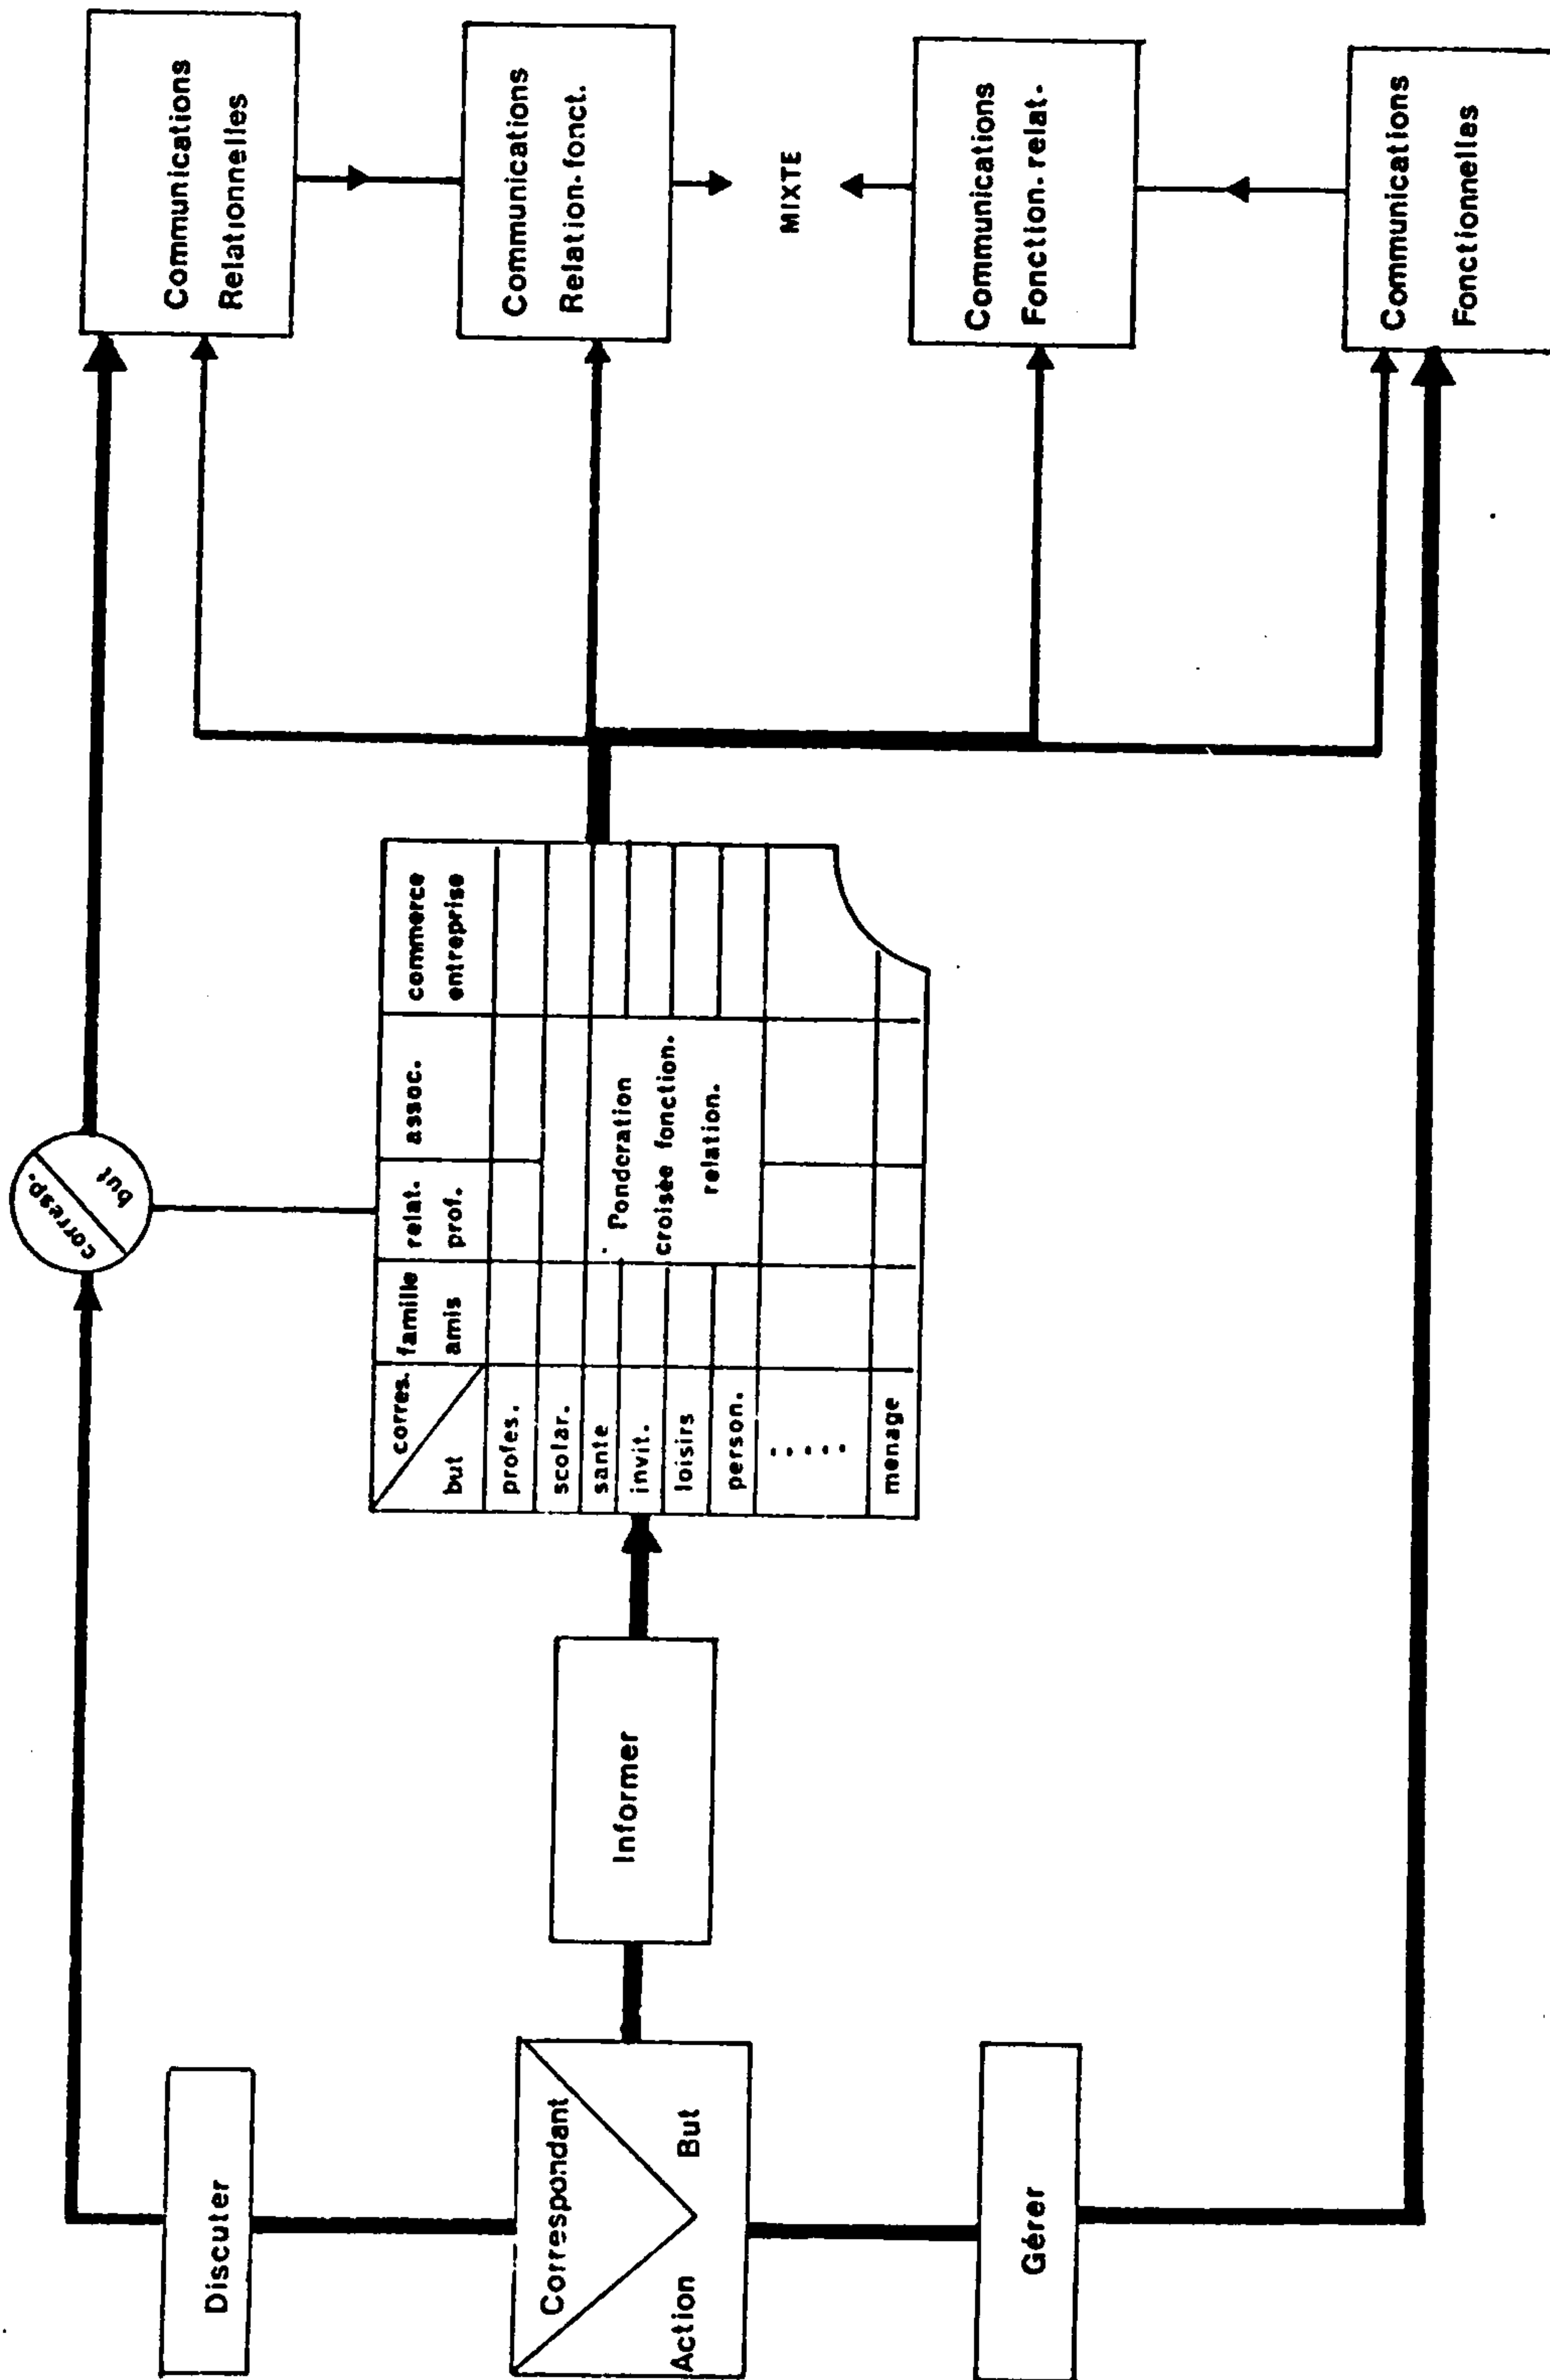 Discuter
Correspondant
Action
But
Gérer
Informer
corresp.
but
corres.
but
famille
amis
relat.
prof.
assoc.
commerce
entreprise
profes.
scolar.
sante
invit.
loisirs
person.
.....
menage
Pondcration
croisée fonction.
relation.
Communications
Relationnelles
Communications
Relation-fonct.
MIXTE
Communications
Fonction-relat-
Communications
Fonctionnelles